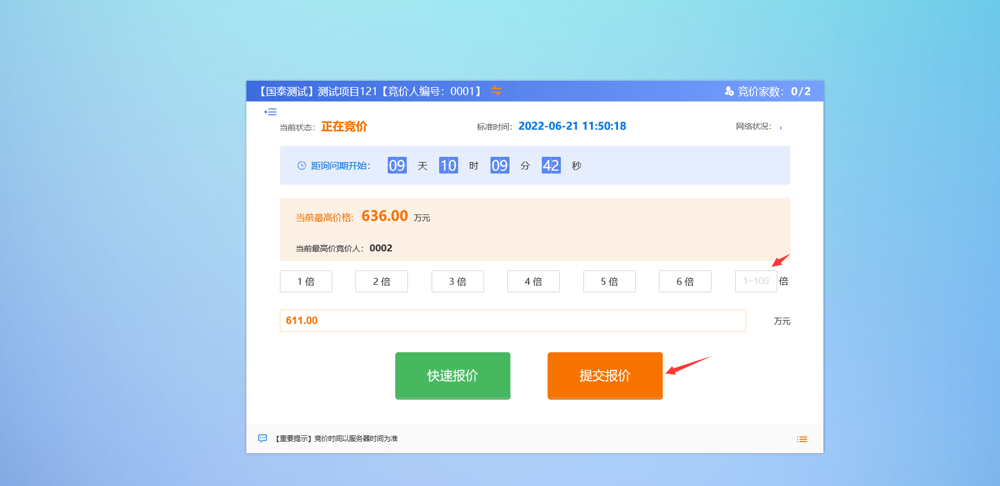 【国泰测试】测试项目121【竞价人编号：0001】 竞价家数：0/2
当前状态：正在竞价 标准时间：2022-06-21 11:50:18 网络状况：
距询问期开始： 09 天 10 时 09 分 42 秒
当前最高价格: 636.00 万元
当前最高价竞价人：0002
1 倍 2 倍 3 倍 4 倍 5 倍 6 倍 1~100 倍
611.00 万元
快速报价 提交报价
【重要提示】竞价时间以服务器时间为准